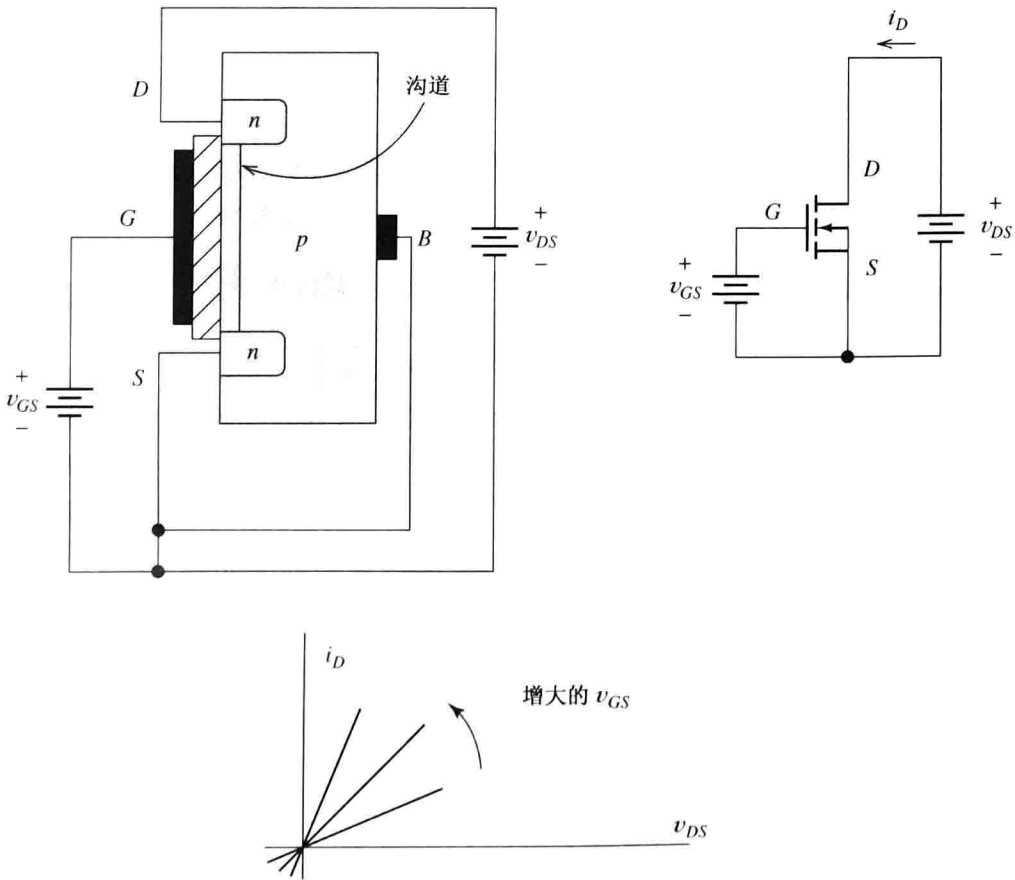 D
n
沟道
G
p
B
+
v_DS
−
S
n
+
v_GS
−
i_D
D
G
S
+
v_GS
−
+
v_DS
−
i_D
增大的 v_GS
v_DS